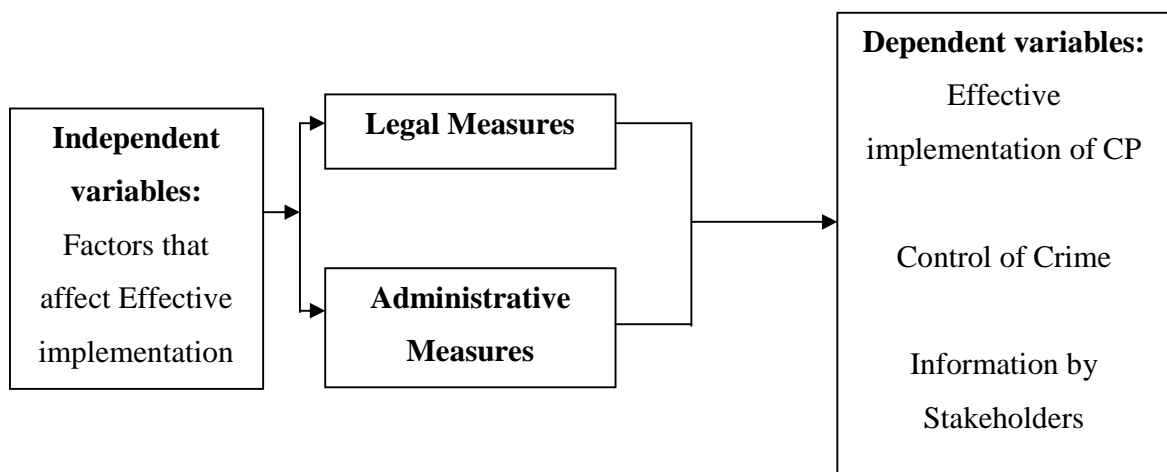 Independent
variables:
Factors that
affect Effective
implementation
Legal Measures
Administrative
Measures
Dependent variables:
Effective
implementation of CP
Control of Crime
Information by
Stakeholders